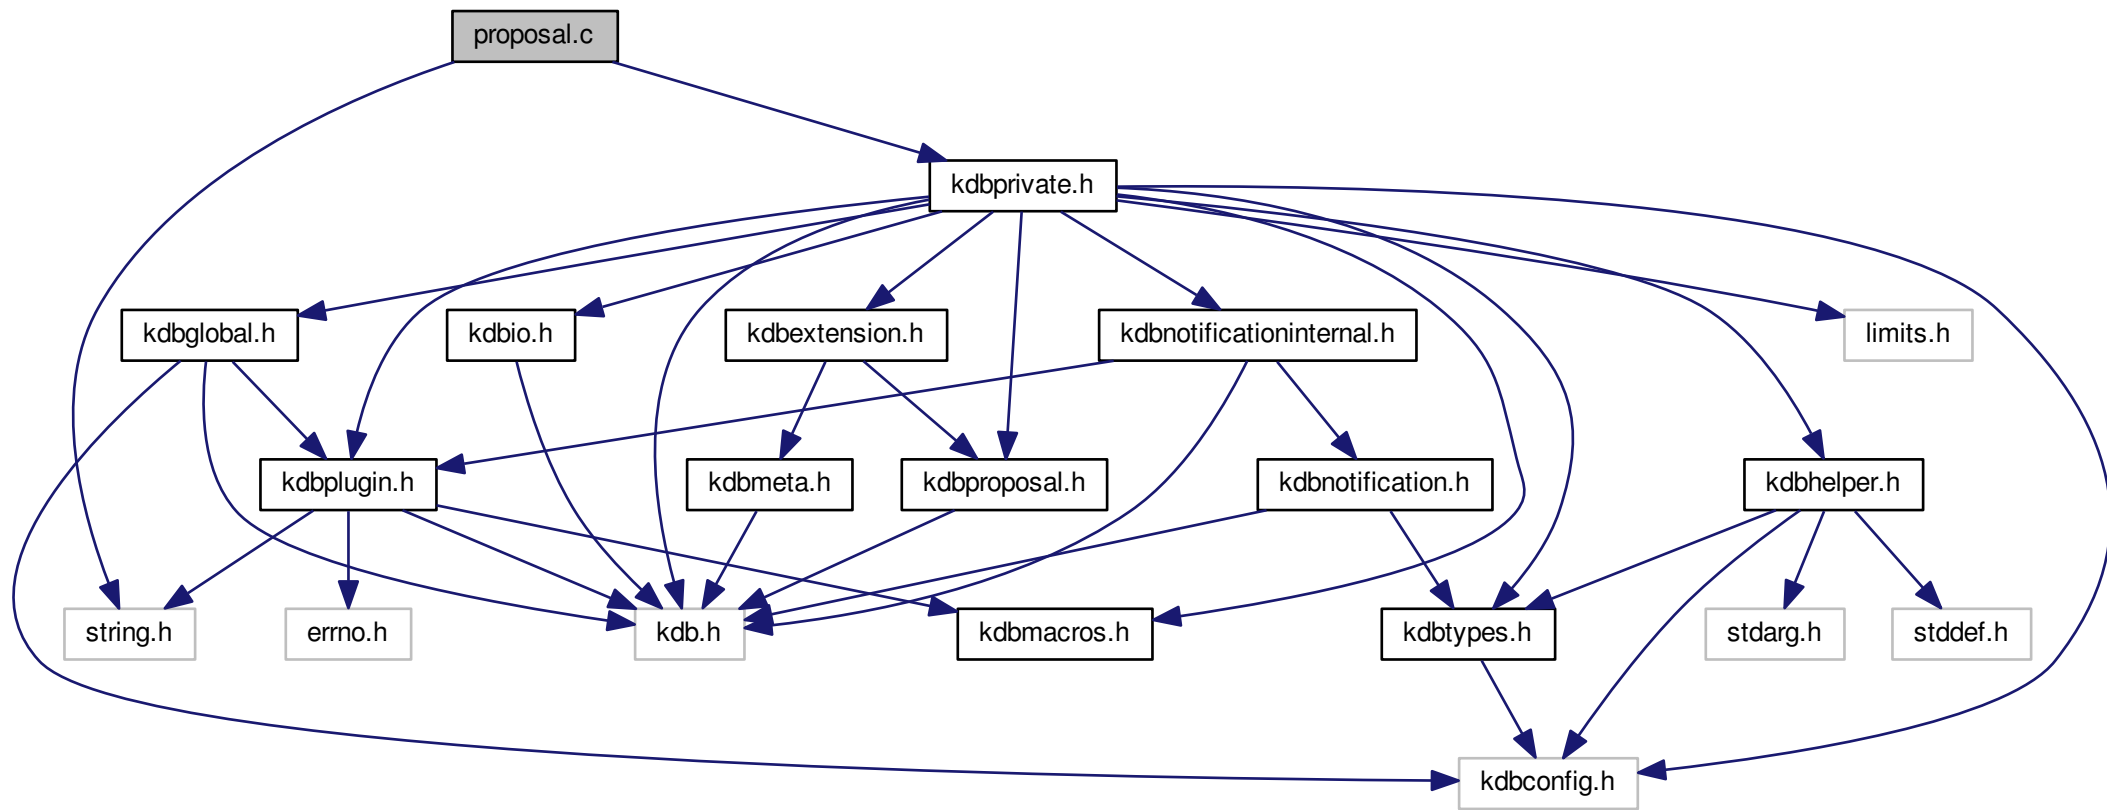 proposal.c
kdbprivate.h
kdbglobal.h
kdbio.h
kdbextension.h
kdbnotificationinternal.h
limits.h
kdbplugin.h
kdbmeta.h
kdbproposal.h
kdbnotification.h
kdbhelper.h
string.h
errno.h
kdb.h
kdbmacros.h
kdbtypes.h
stdarg.h
stddef.h
kdbconfig.h